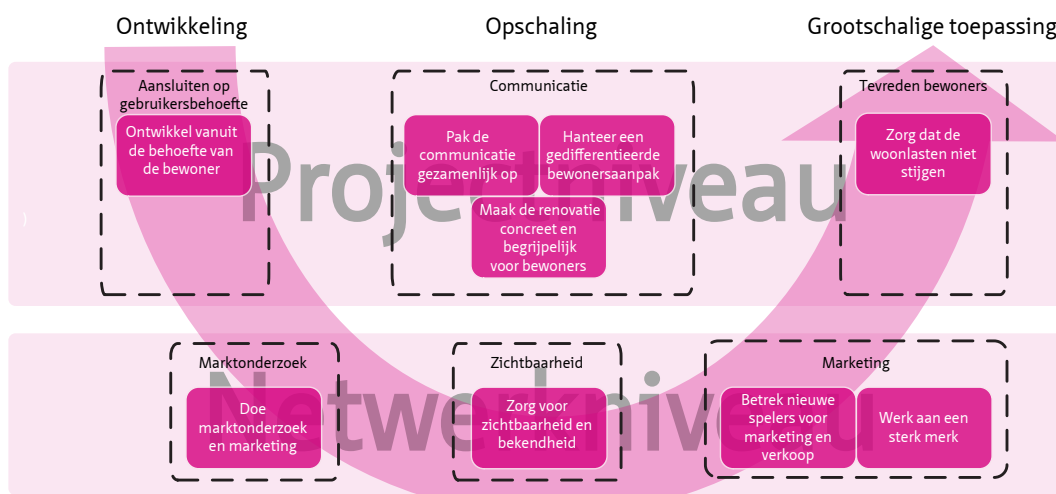 Ontwikkeling
Opschaling
Grootschalige toepassing
Projectniveau
Aansluiten op
gebruikersbehoefte
Ontwikkel vanuit
de behoefte van
de bewoner
Communicatie
Pak de
communicatie
gezamenlijk op
Hanteer een
gedifferentieerde
bewonersaanpak
Maak de renovatie
concreet en
begrijpelijk
voor bewoners
Tevreden bewoners
Zorg dat de
woonlasten niet
stijgen
)
Netwerkniveau
Marktonderzoek
Doe
marktonderzoek
en marketing
Zichtbaarheid
Zorg voor
zichtbaarheid en
bekendheid
Marketing
Betrek nieuwe
spelers voor
marketing en
verkoop
Werk aan een
sterk merk